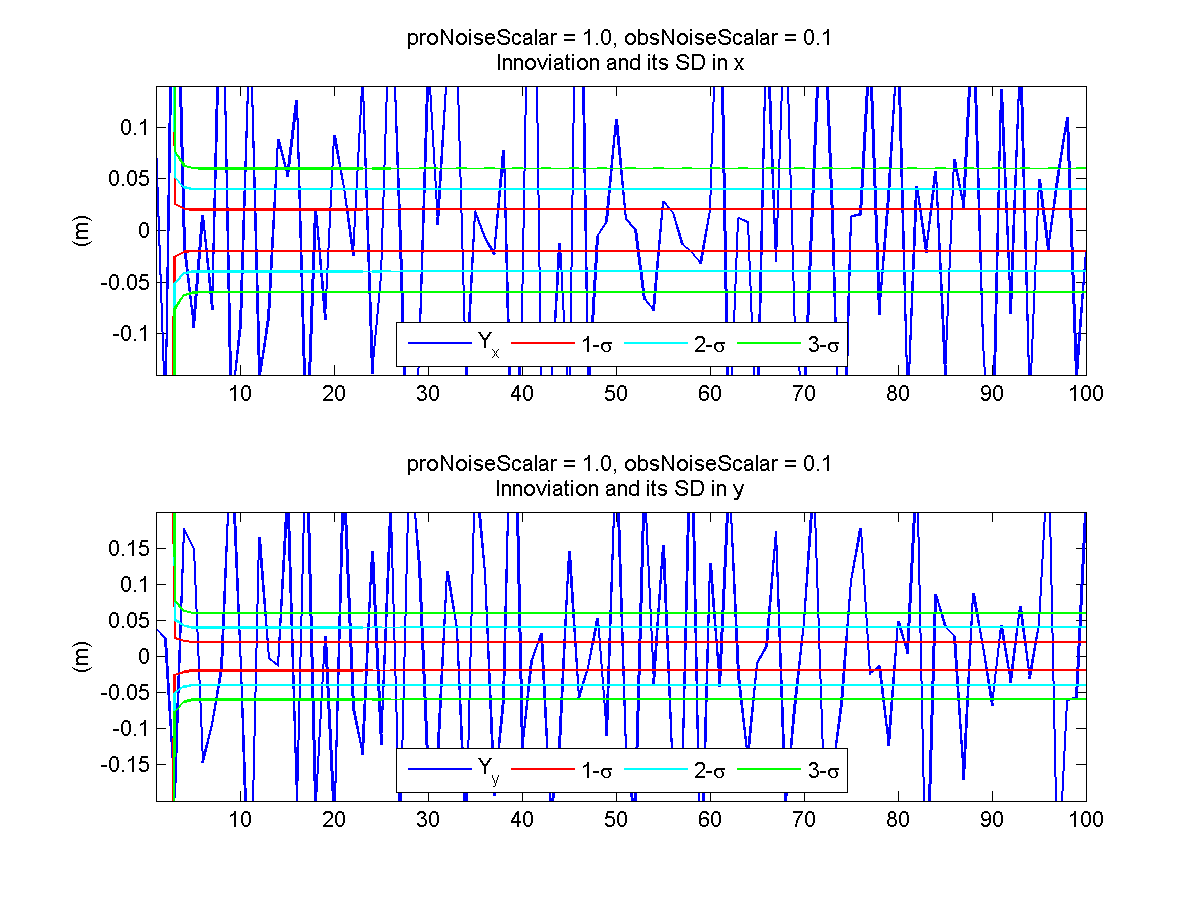 proNoiseScalar = 1.0, obsNoiseScalar = 0.1
Innoviation and its SD in x
0.1
0.05
0
-0.05
-0.1
(m)
Y_x 1-σ 2-σ 3-σ
10 20 30 40 50 60 70 80 90 100
proNoiseScalar = 1.0, obsNoiseScalar = 0.1
Innoviation and its SD in y
0.15
0.1
0.05
0
-0.05
-0.1
-0.15
(m)
Y_y 1-σ 2-σ 3-σ
10 20 30 40 50 60 70 80 90 100